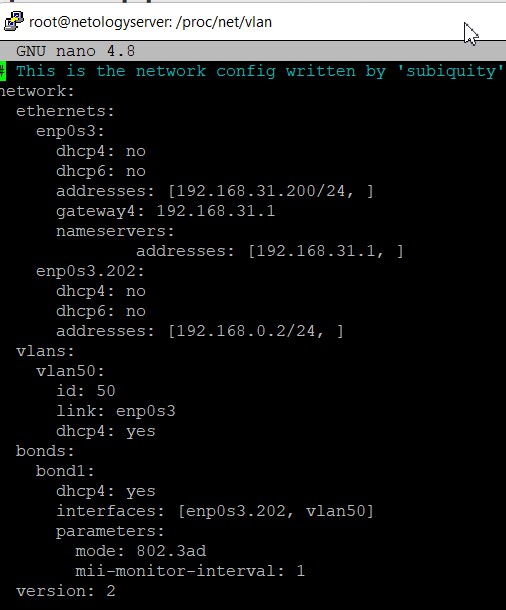 root@netologyserver: /proc/net/vlan
GNU nano 4.8
# This is the network config written by 'subiquity'
network:
  ethernets:
    enp0s3:
      dhcp4: no
      dhcp6: no
      addresses: [192.168.31.200/24, ]
      gateway4: 192.168.31.1
      nameservers:
              addresses: [192.168.31.1, ]
    enp0s3.202:
      dhcp4: no
      dhcp6: no
      addresses: [192.168.0.2/24, ]
  vlans:
    vlan50:
      id: 50
      link: enp0s3
      dhcp4: yes
  bonds:
    bond1:
      dhcp4: yes
      interfaces: [enp0s3.202, vlan50]
      parameters:
        mode: 802.3ad
        mii-monitor-interval: 1
  version: 2